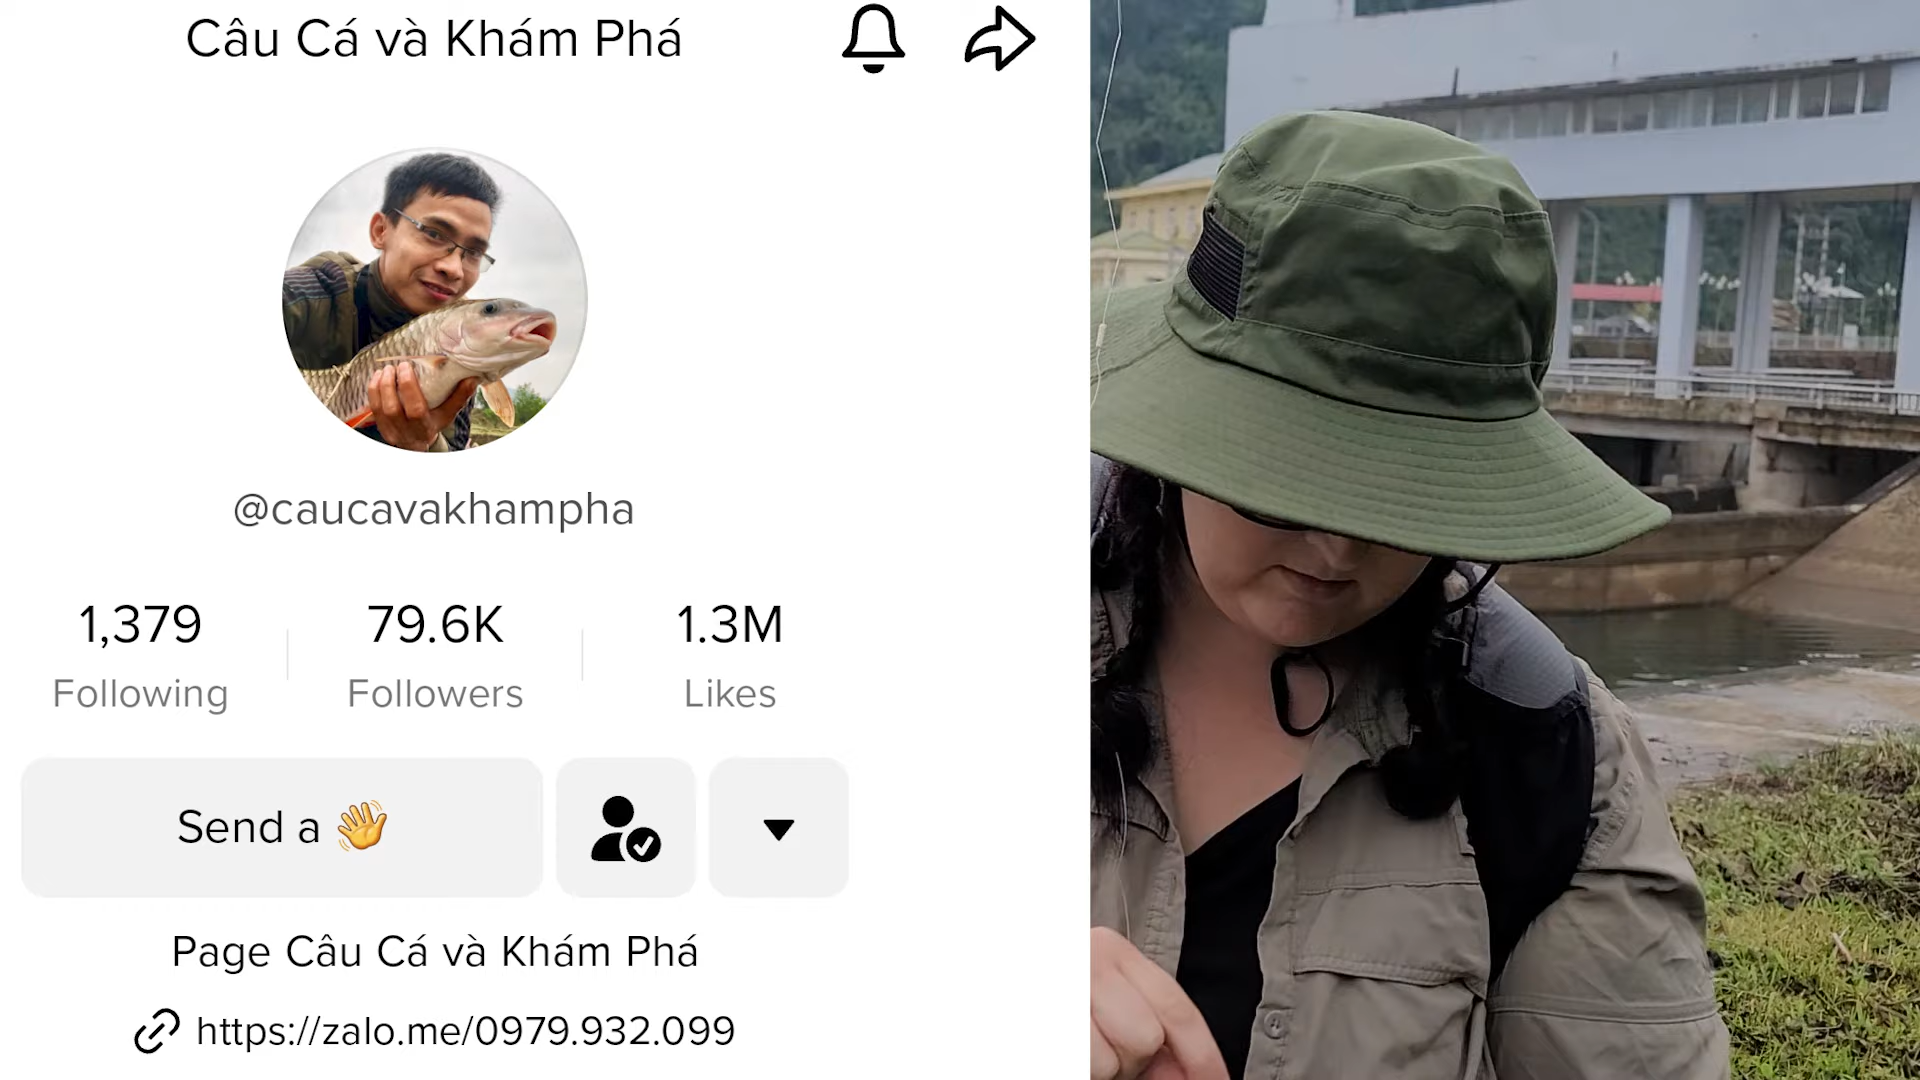 Câu Cá và Khám Phá
@caucavakhampha
1,379
Following
79.6K
Followers
1.3M
Likes
Send a 👋
Page Câu Cá và Khám Phá
https://zalo.me/0979.932.099